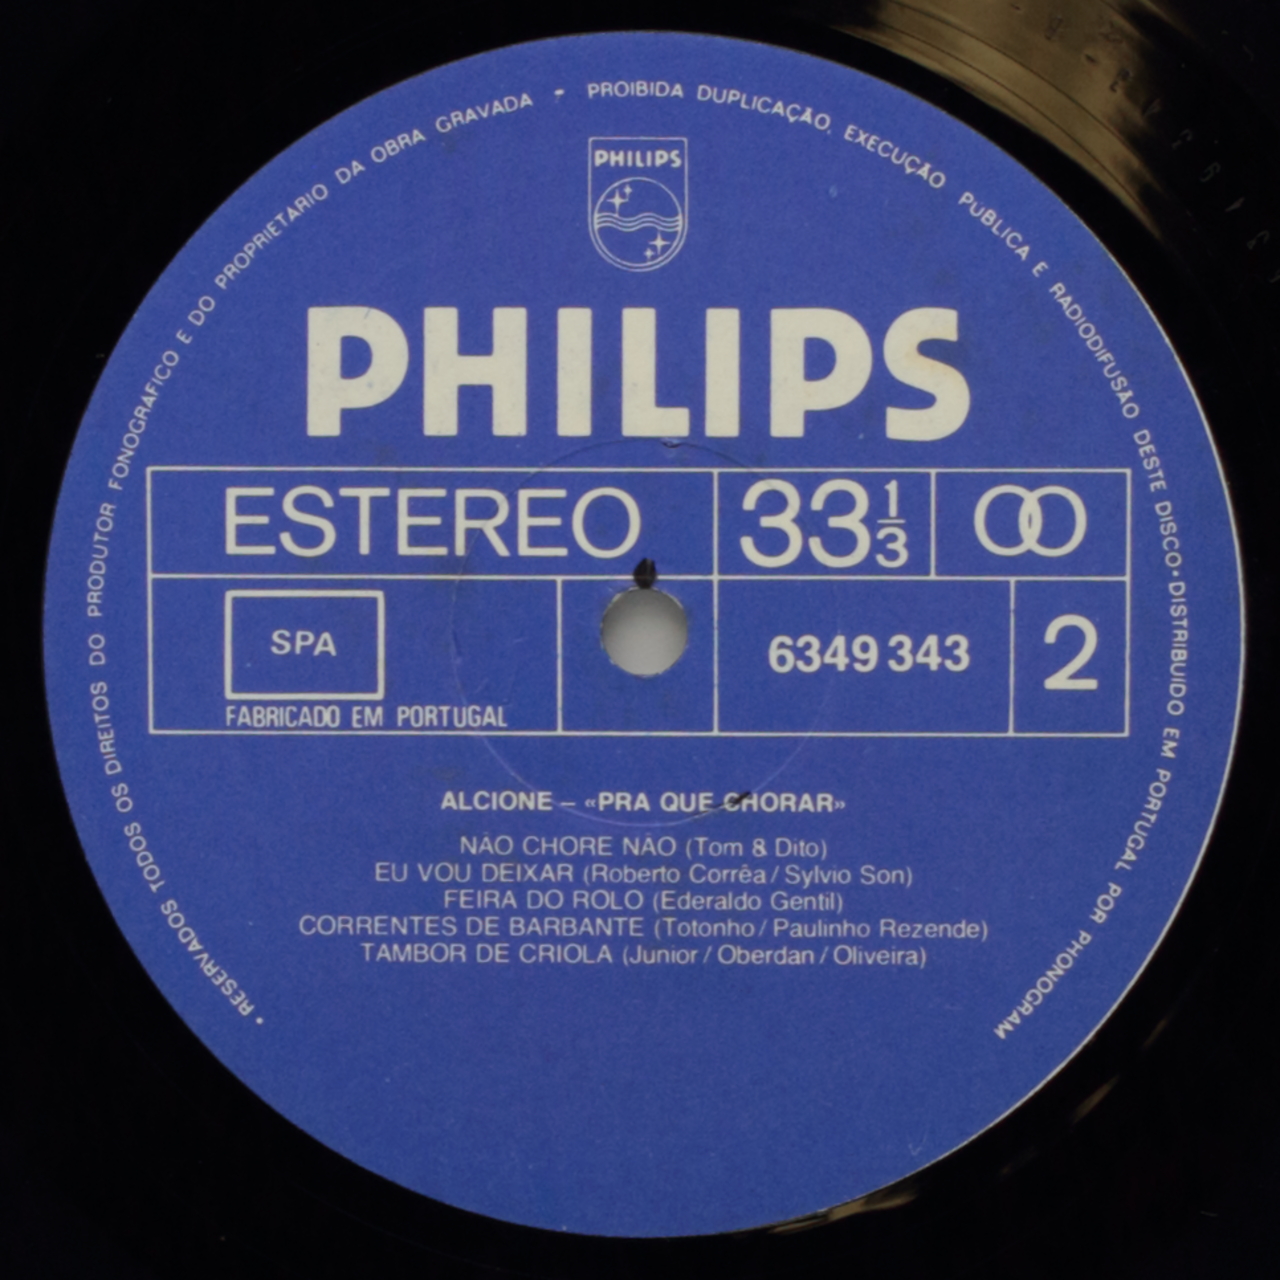 • RESERVADOS TODOS OS DIREITOS DO PRODUTOR FONOGRÁFICO E DO PROPRIETARIO DA OBRA GRAVADA - PROIBIDA DUPLICAÇÃO, EXECUÇÃO PUBLICA E RADIODIFUSÃO DESTE DISCO • DISTRIBUIDO EM PORTUGAL POR PHONOGRAM
PHILIPS
PHILIPS
ESTEREO 33 1/3
SPA
6349 343 2
FABRICADO EM PORTUGAL
ALCIONE – «PRA QUE CHORAR»
NÃO CHORE NÃO (Tom & Dito)
EU VOU DEIXAR (Roberto Corrêa / Sylvio Son)
FEIRA DO ROLO (Ederaldo Gentil)
CORRENTES DE BARBANTE (Totonho / Paulinho Rezende)
TAMBOR DE CRIOLA (Junior / Oberdan / Oliveira)